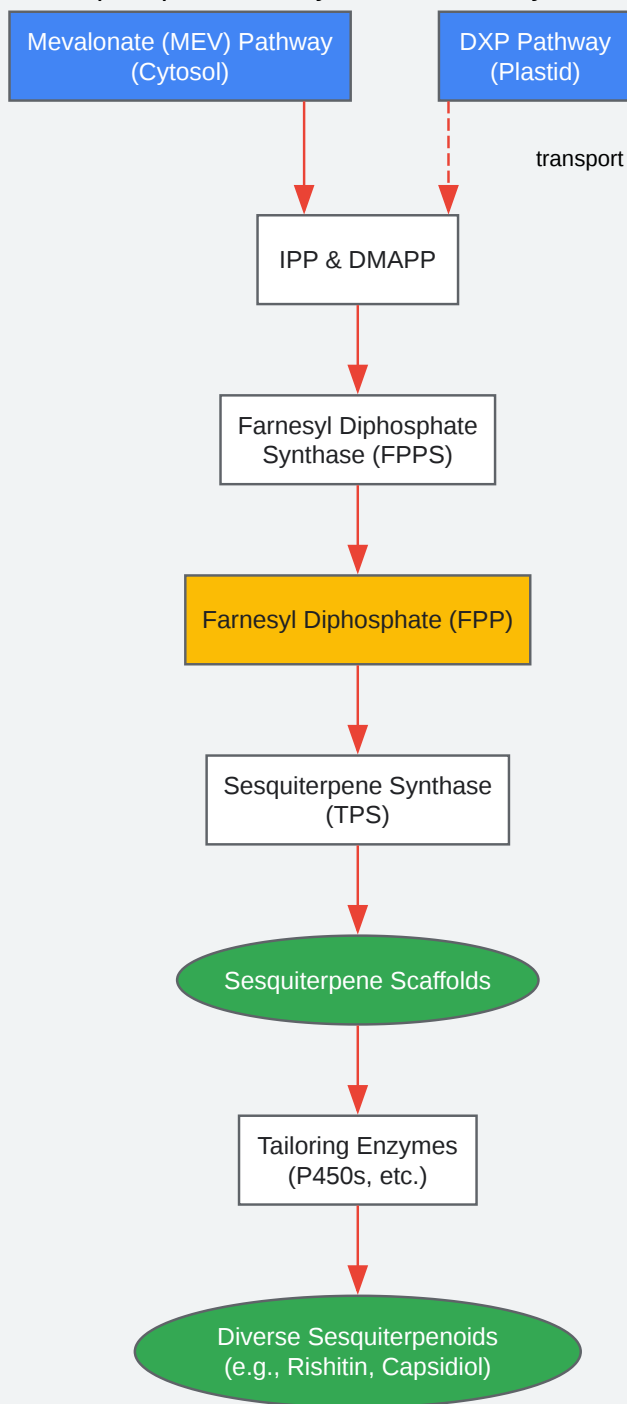 Mevalonate (MEV) Pathway
(Cytosol)
DXP Pathway
(Plastid)
transport
IPP & DMAPP
Farnesyl Diphosphate
Synthase (FPPS)
Farnesyl Diphosphate (FPP)
Sesquiterpene Synthase
(TPS)
Sesquiterpene Scaffolds
Tailoring Enzymes
(P450s, etc.)
Diverse Sesquiterpenoids
(e.g., Rishitin, Capsidiol)